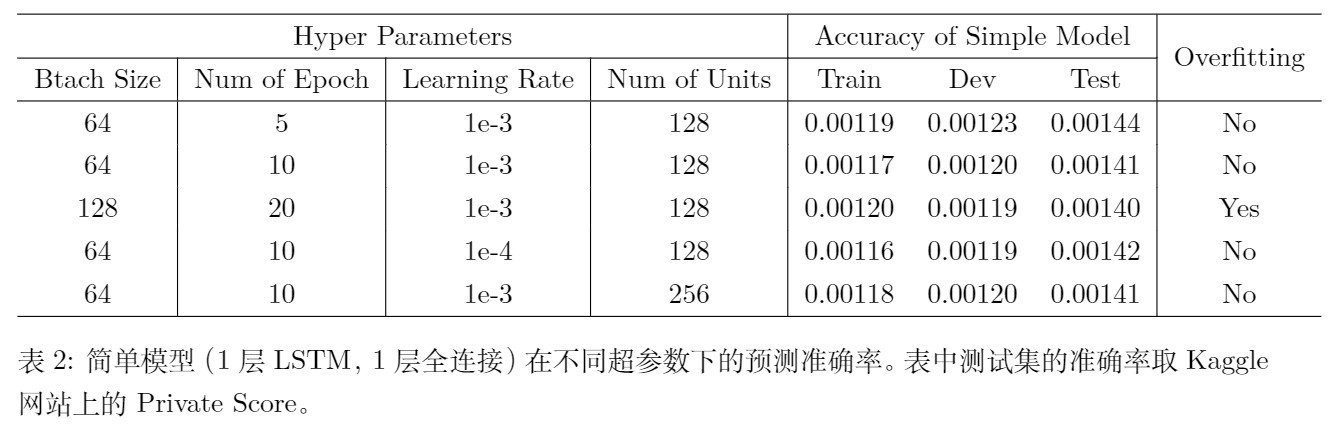 Hyper Parameters Accuracy of Simple Model Overfitting
Btach Size Num of Epoch Learning Rate Num of Units Train Dev Test
64 5 1e-3 128 0.00119 0.00123 0.00144 No
64 10 1e-3 128 0.00117 0.00120 0.00141 No
128 20 1e-3 128 0.00120 0.00119 0.00140 Yes
64 10 1e-4 128 0.00116 0.00119 0.00142 No
64 10 1e-3 256 0.00118 0.00120 0.00141 No
表 2: 简单模型 (1 层 LSTM, 1 层全连接) 在不同超参数下的预测准确率。表中测试集的准确率取 Kaggle
网站上的 Private Score。